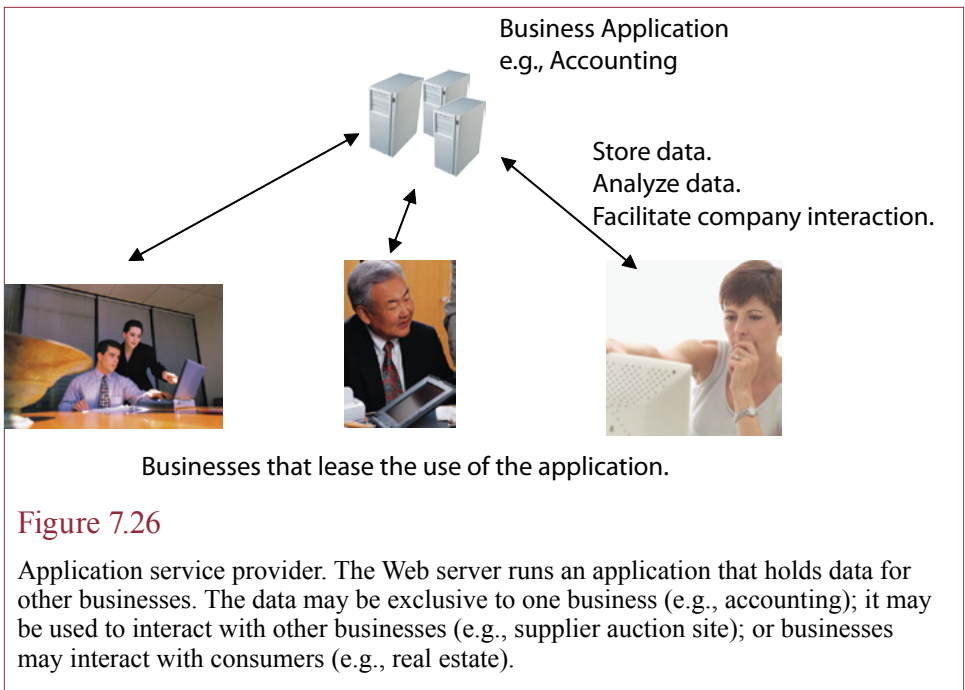 Business Application
e.g., Accounting
Store data.
Analyze data.
Facilitate company interaction.
Businesses that lease the use of the application.
Figure 7.26
Application service provider. The Web server runs an application that holds data for
other businesses. The data may be exclusive to one business (e.g., accounting); it may
be used to interact with other businesses (e.g., supplier auction site); or businesses
may interact with consumers (e.g., real estate).